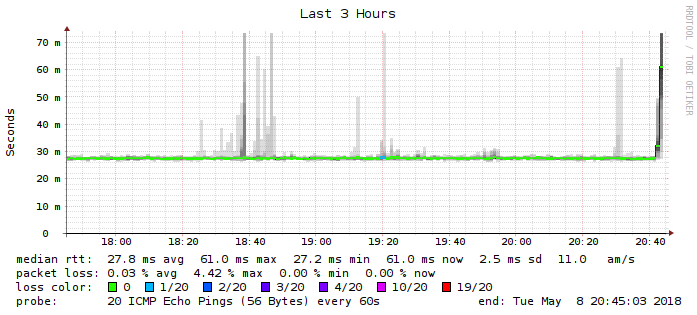 Last 3 Hours
RRDTOOL / TOBI OETIKER
Seconds
70 m
60 m
50 m
40 m
30 m
20 m
10 m
0
18:00 18:20 18:40 19:00 19:20 19:40 20:00 20:20 20:40
median rtt: 27.8 ms avg 61.0 ms max 27.2 ms min 61.0 ms now 2.5 ms sd 11.0 am/s
packet loss: 0.03 % avg 4.42 % max 0.00 % min 0.00 % now
loss color: 0 1/20 2/20 3/20 4/20 10/20 19/20
probe: 20 ICMP Echo Pings (56 Bytes) every 60s end: Tue May 8 20:45:03 2018